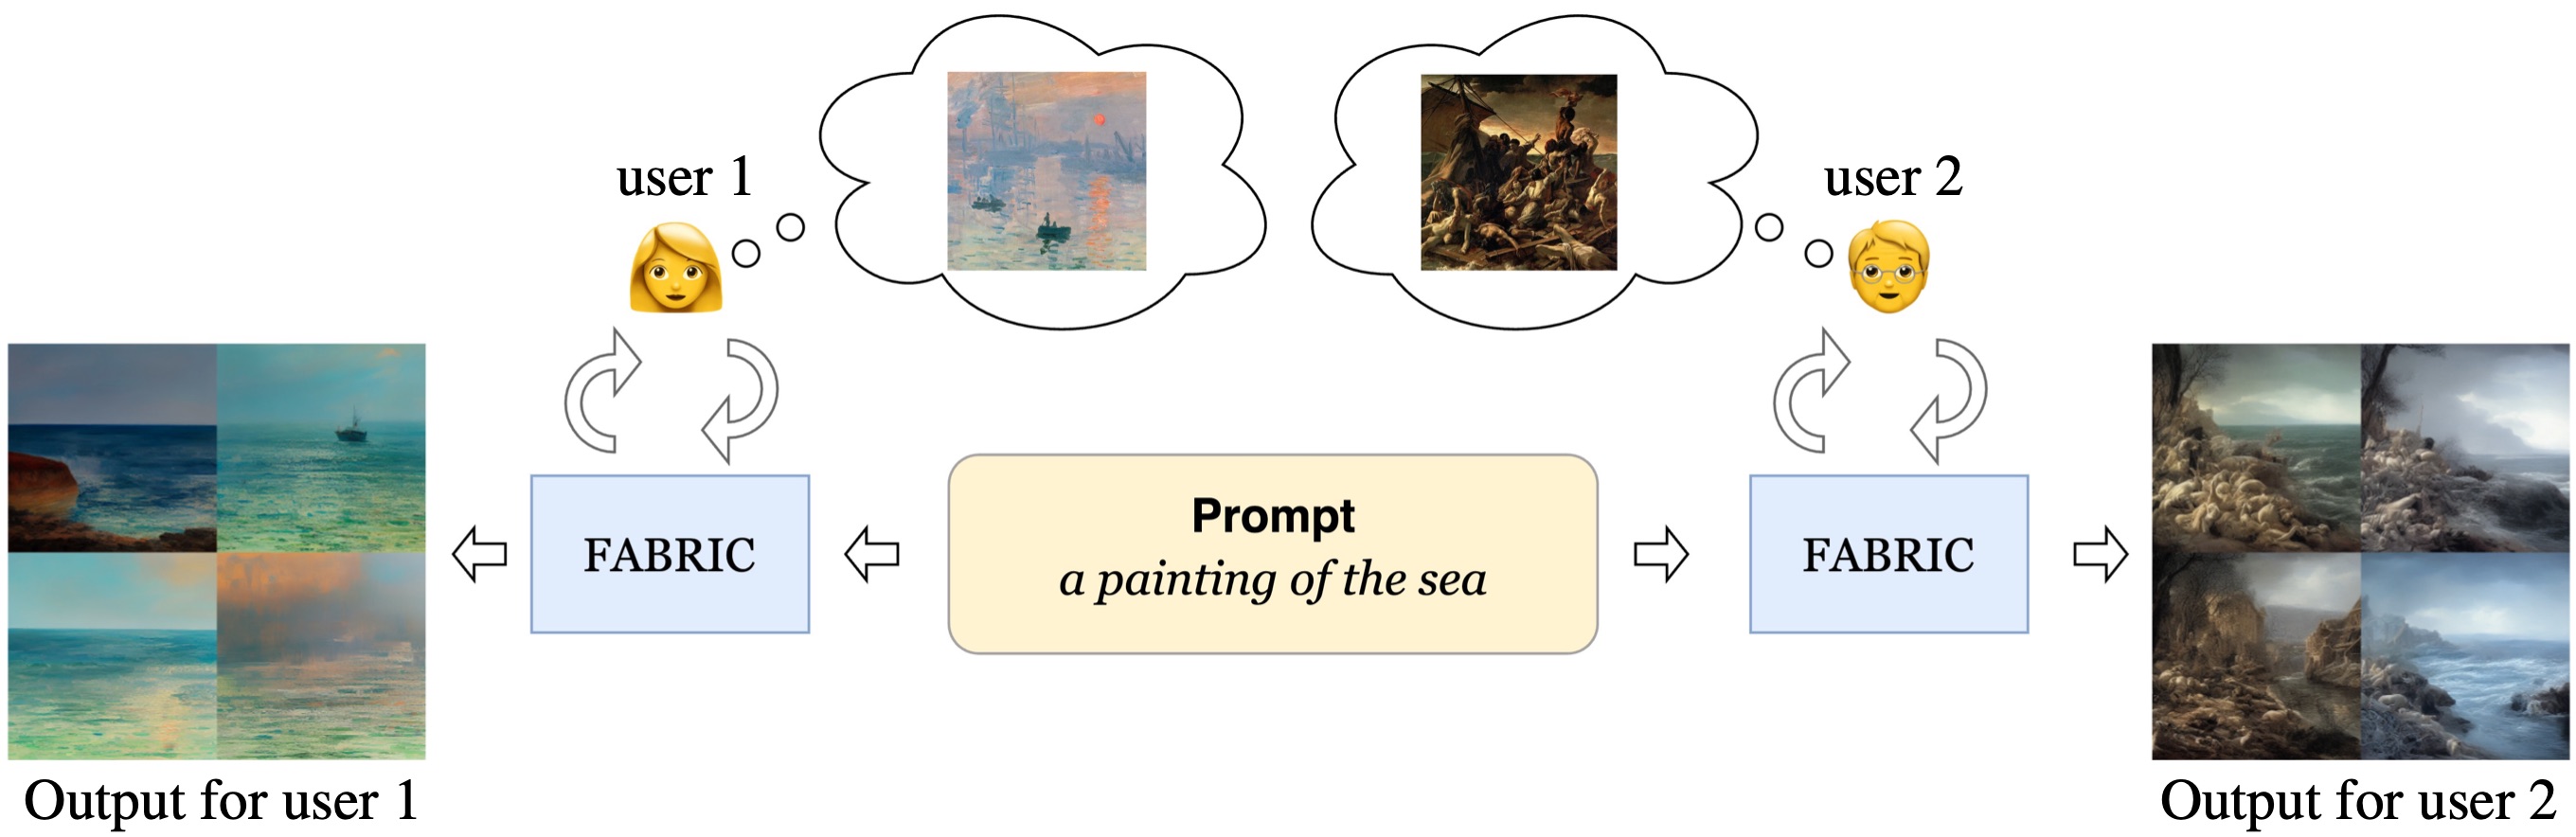 user 1
user 2
FABRIC
Prompt
a painting of the sea
FABRIC
Output for user 1
Output for user 2